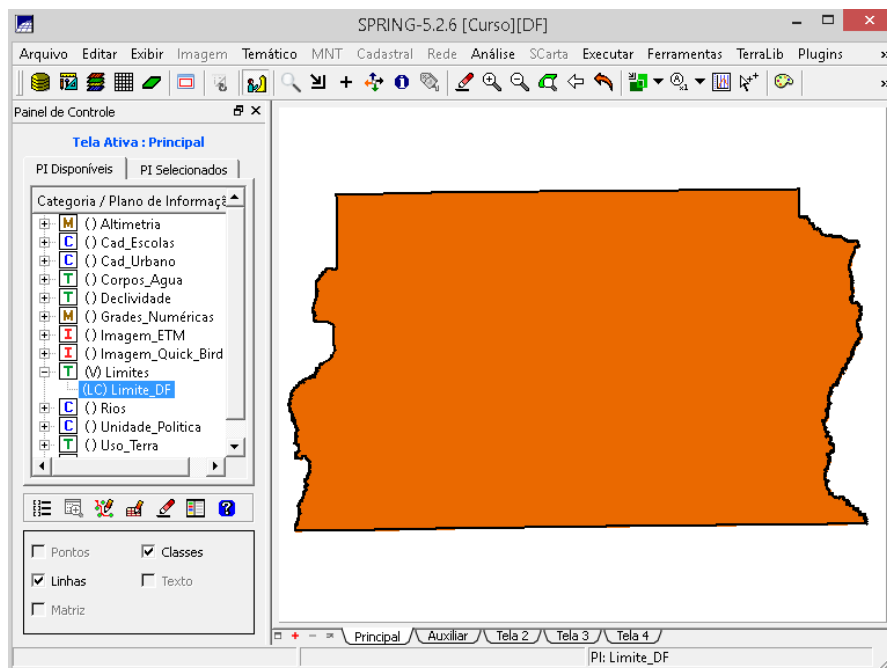 SPRING-5.2.6 [Curso][DF]
Arquivo Editar Exibir Imagem Temático MNT Cadastral Rede Análise SCarta Executar Ferramentas TerraLib Plugins »
Painel de Controle
Tela Ativa : Principal
PI Disponíveis PI Selecionados
Categoria / Plano de Informaçã
M () Altimetria
C () Cad_Escolas
C () Cad_Urbano
T () Corpos_Agua
T () Declividade
M () Grades_Numéricas
I () Imagem_ETM
I () Imagem_Quick_Bird
T (V) Limites
(LC) Limite_DF
C () Rios
C () Unidade_Politica
T () Uso_Terra
Pontos Classes
Linhas Texto
Matriz
Principal Auxiliar Tela 2 Tela 3 Tela 4
PI: Limite_DF